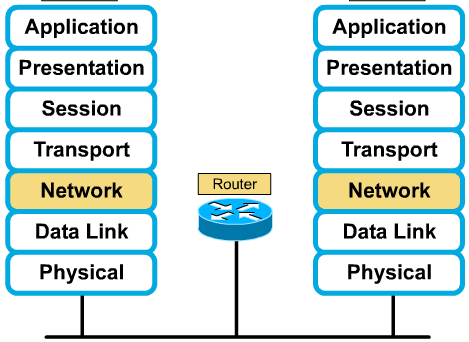 Application
Presentation
Session
Transport
Network
Data Link
Physical
Router
Application
Presentation
Session
Transport
Network
Data Link
Physical